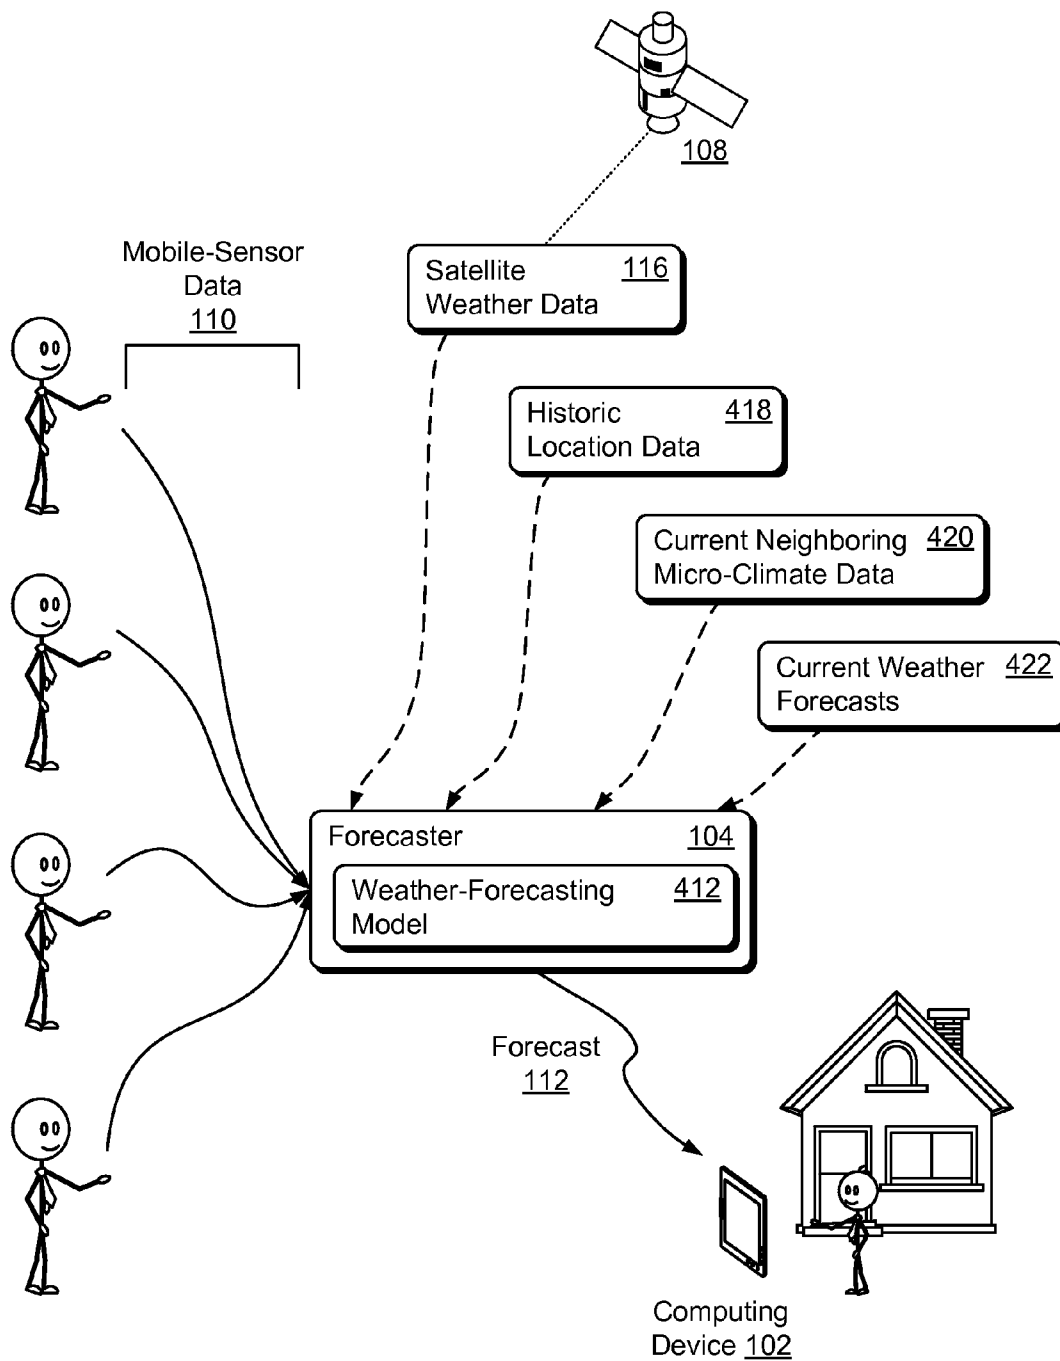 108
Mobile-Sensor
Data
110
Satellite 116
Weather Data
Historic 418
Location Data
Current Neighboring 420
Micro-Climate Data
Current Weather 422
Forecasts
Forecaster 104
Weather-Forecasting 412
Model
Forecast
112
Computing
Device 102